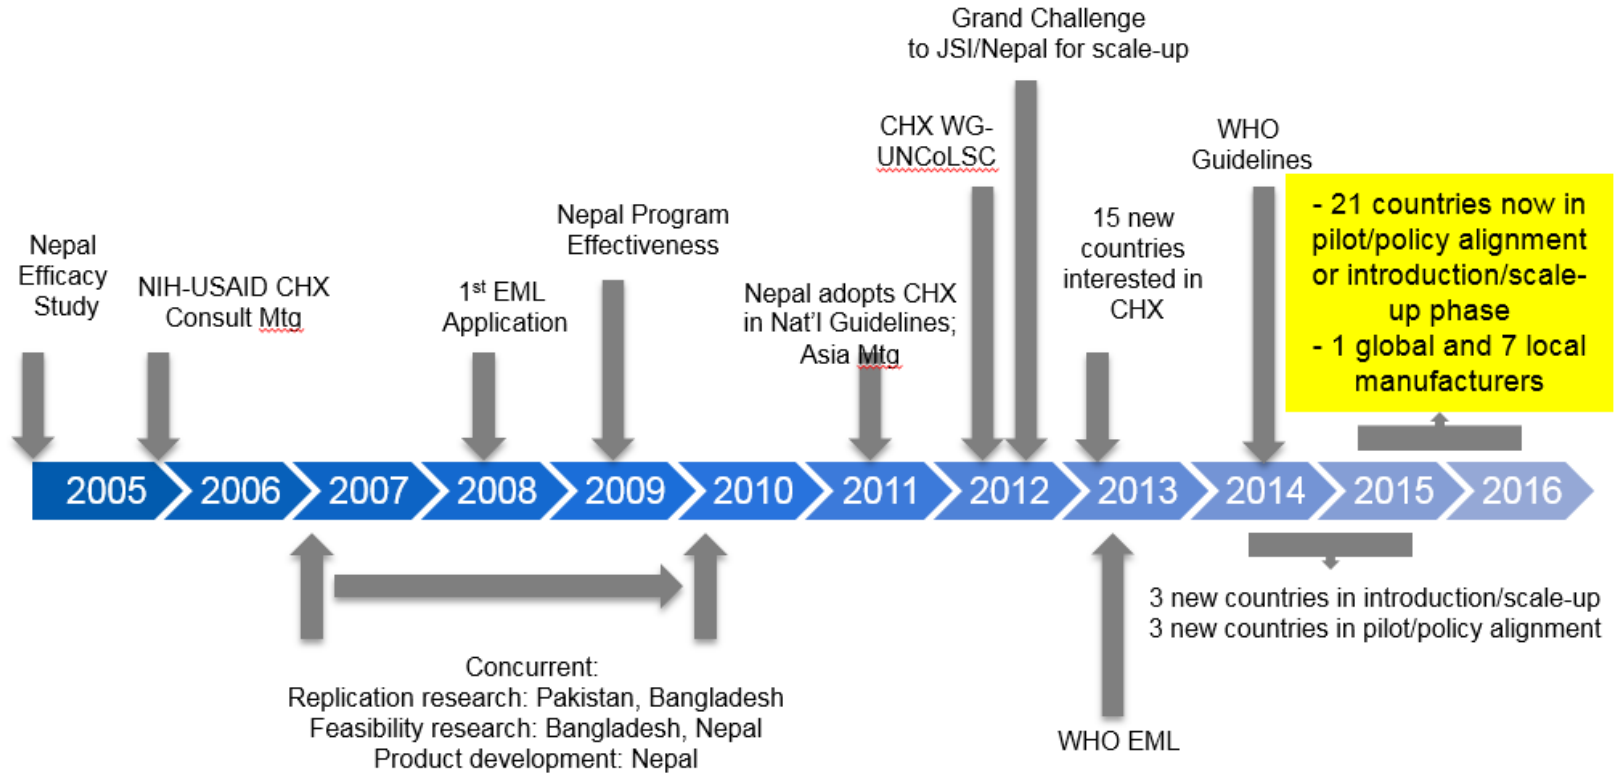 Grand Challenge
to JSI/Nepal for scale-up
CHX WG-
UNCoLSC
WHO
Guidelines
Nepal
Efficacy
Study
NIH-USAID CHX
Consult Mtg
1st EML
Application
Nepal Program
Effectiveness
Nepal adopts CHX
in Nat'l Guidelines;
Asia Mtg
15 new
countries
interested in
CHX
- 21 countries now in
pilot/policy alignment
or introduction/scale-
up phase
- 1 global and 7 local
manufacturers
2005 2006 2007 2008 2009 2010 2011 2012 2013 2014 2015 2016
3 new countries in introduction/scale-up
3 new countries in pilot/policy alignment
Concurrent:
Replication research: Pakistan, Bangladesh
Feasibility research: Bangladesh, Nepal
Product development: Nepal
WHO EML